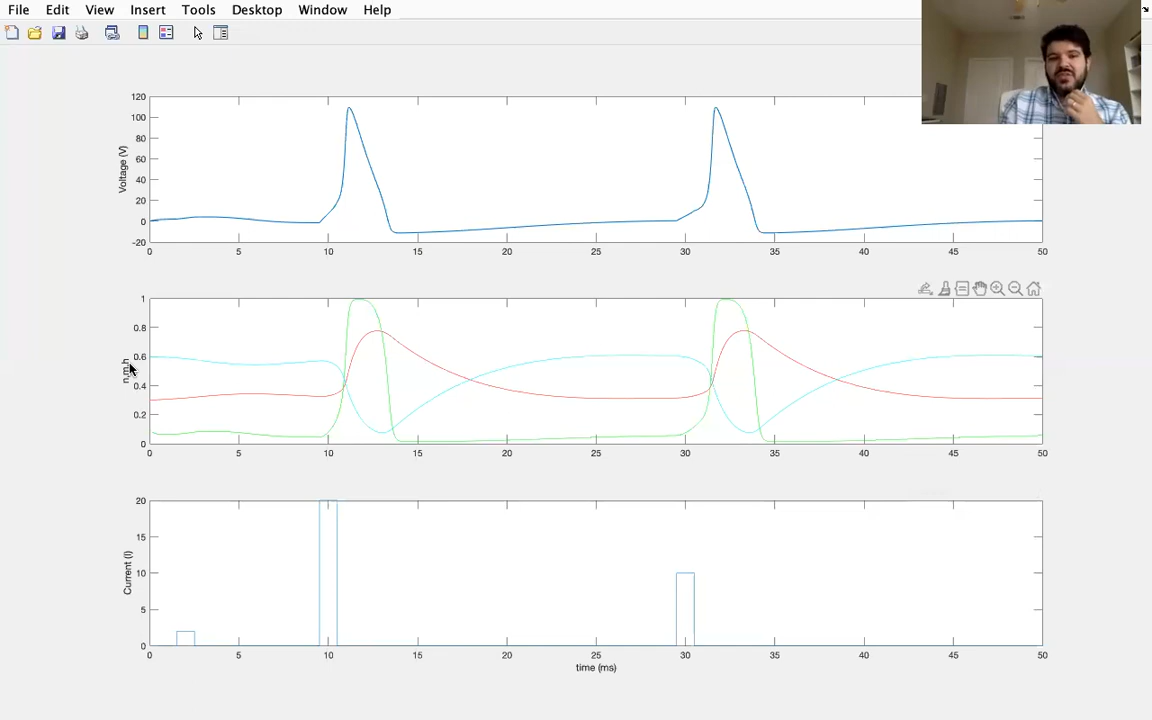 File Edit View Insert Tools Desktop Window Help
120
100
80
60
40
20
0
-20
Voltage (V)
0 5 10 15 20 25 30 35 40 45 50
1
0.8
0.6
0.4
0.2
0
n,m,h
0 5 10 15 20 25 30 35 40 45 50
20
15
10
5
0
Current (I)
0 5 10 15 20 25 30 35 40 45 50
time (ms)